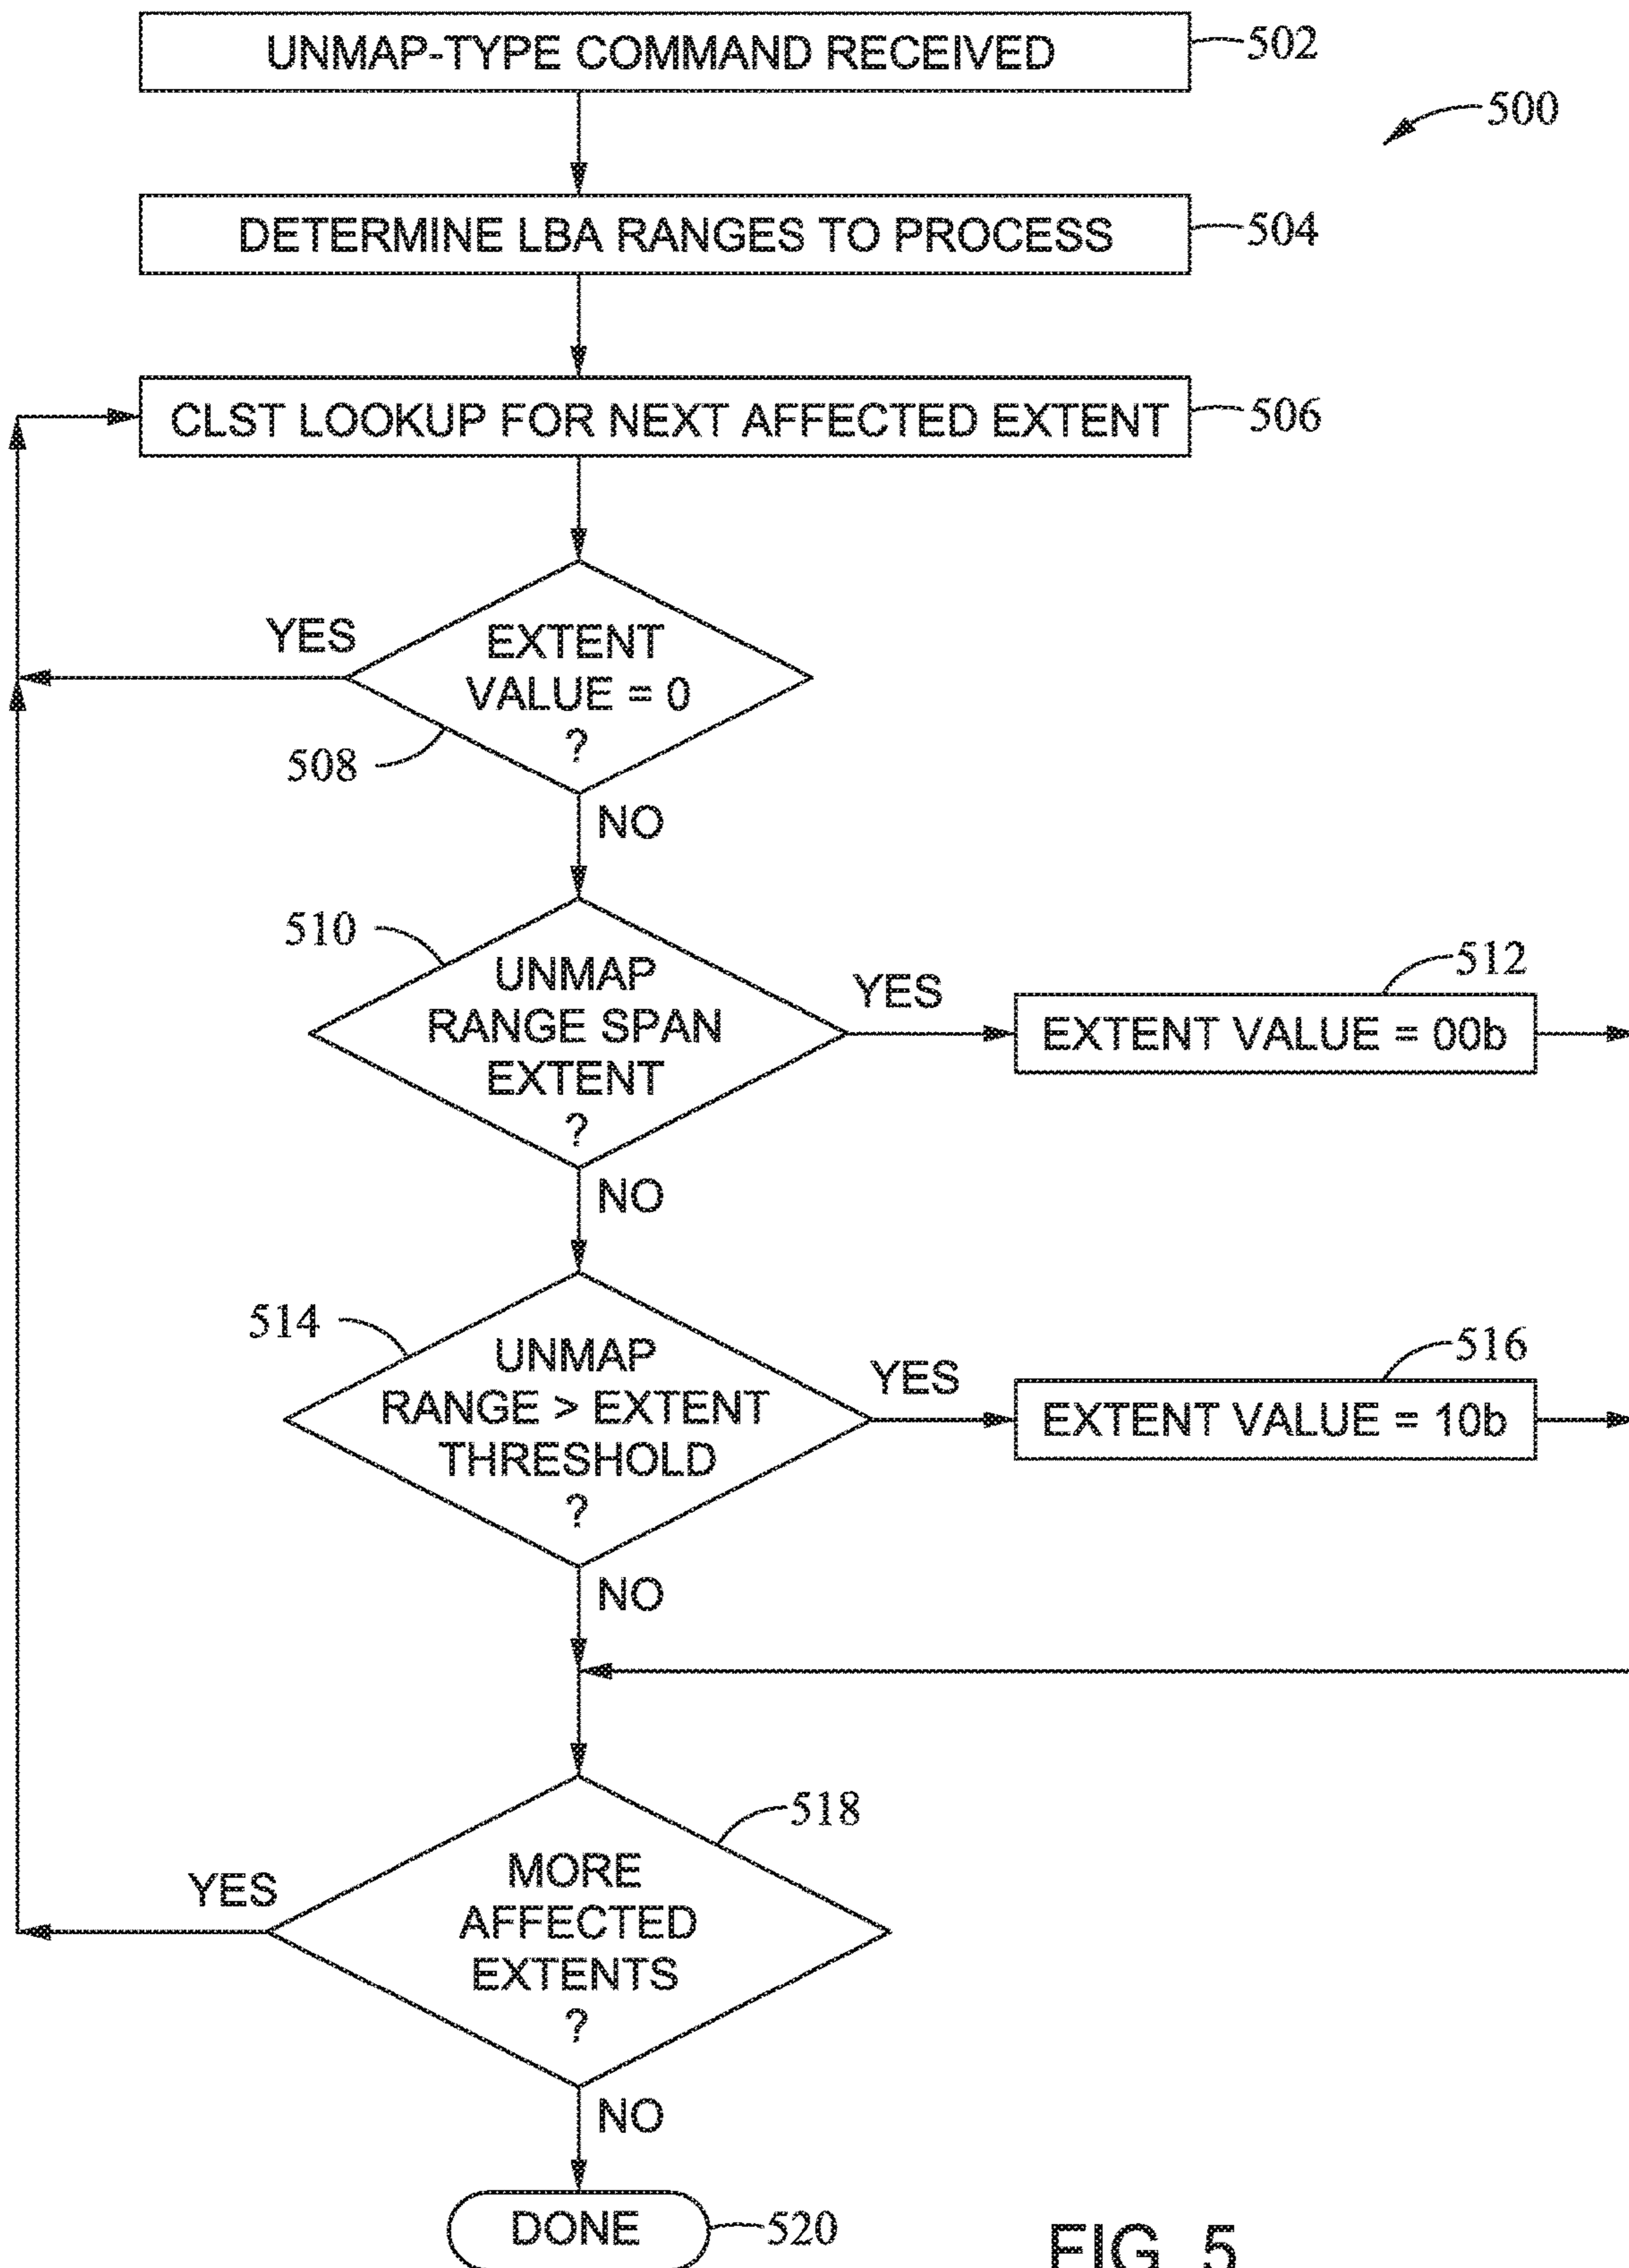 UNMAP-TYPE COMMAND RECEIVED
502
500
DETERMINE LBA RANGES TO PROCESS
504
CLST LOOKUP FOR NEXT AFFECTED EXTENT
506
YES
EXTENT
VALUE = 0
?
508
NO
510
UNMAP
RANGE SPAN
EXTENT
?
YES
512
EXTENT VALUE = 00b
NO
514
UNMAP
RANGE > EXTENT
THRESHOLD
?
YES
516
EXTENT VALUE = 10b
NO
518
YES
MORE
AFFECTED
EXTENTS
?
NO
DONE
520
FIG. 5